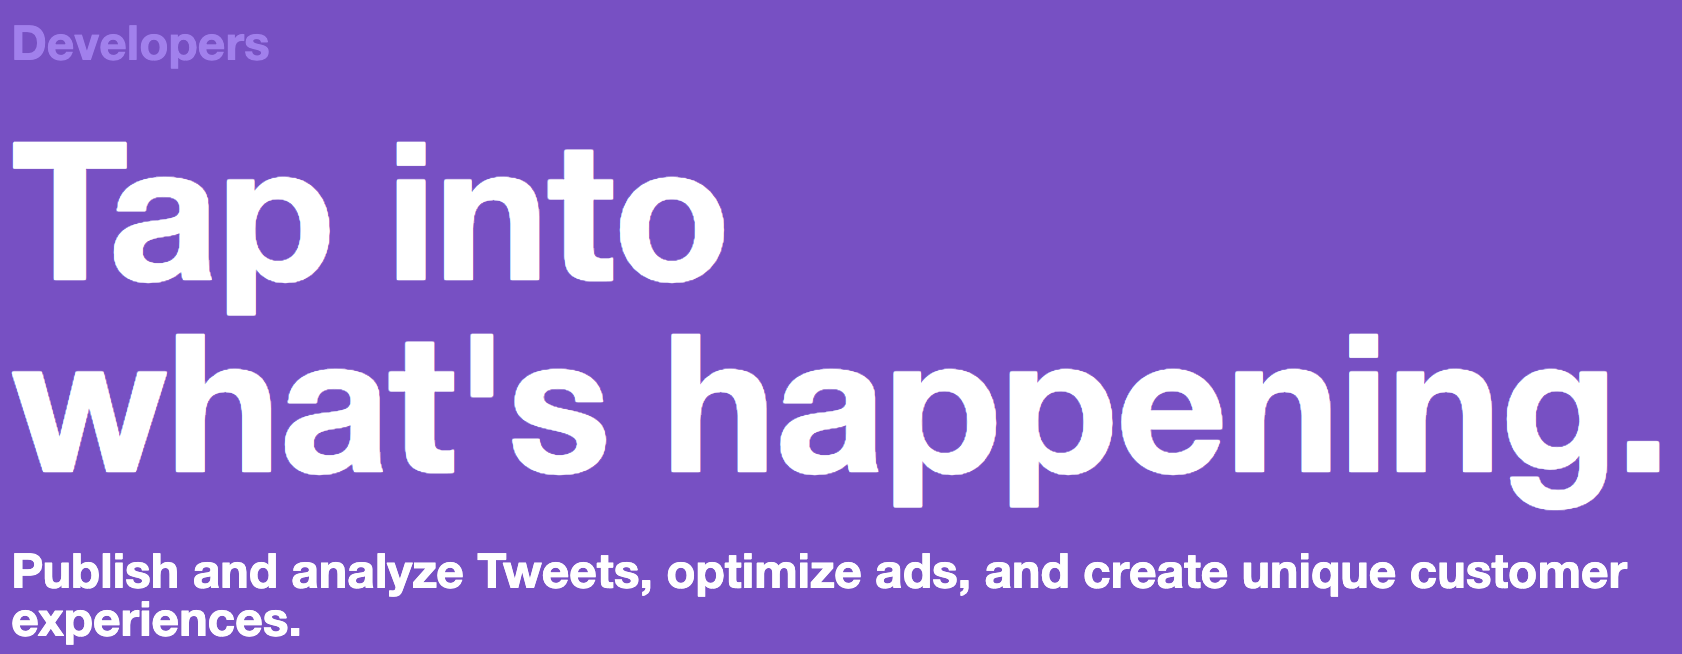 Developers
Tap into
what's happening.
Publish and analyze Tweets, optimize ads, and create unique customer
experiences.